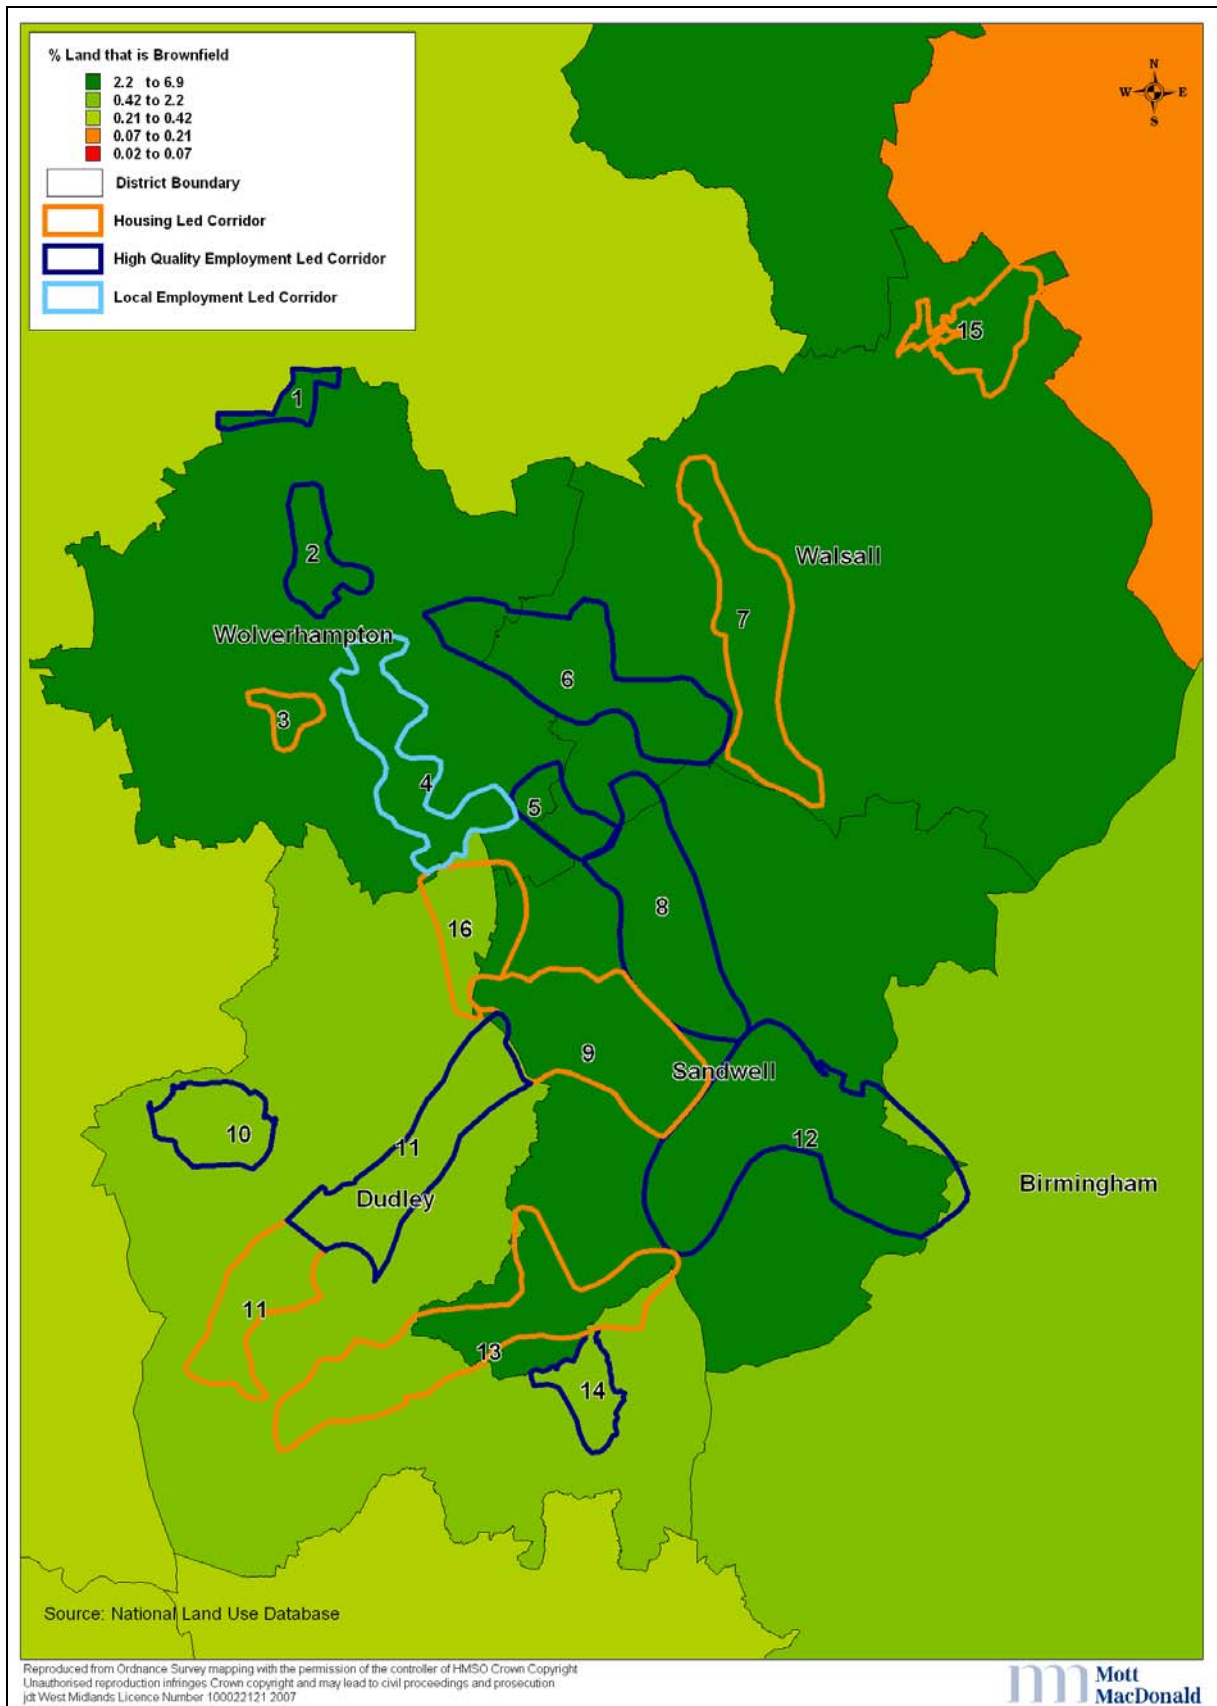 % Land that is Brownfield
2.2 to 6.9
0.42 to 2.2
0.21 to 0.42
0.07 to 0.21
0.02 to 0.07
District Boundary
Housing Led Corridor
High Quality Employment Led Corridor
Local Employment Led Corridor
N
W E
S
15
1
2
Walsall
7
Wolverhampton
6
3
4
5
8
16
9
Sandwell
10
11
12
Birmingham
Dudley
11
13
14
Source: National Land Use Database
Reproduced from Ordnance Survey mapping with the permission of the controller of HMSO Crown Copyright
Unauthorised reproduction infringes Crown copyright and may lead to civil proceedings and prosecution
jdt West Midlands Licence Number 100022121 2007
Mott
MacDonald